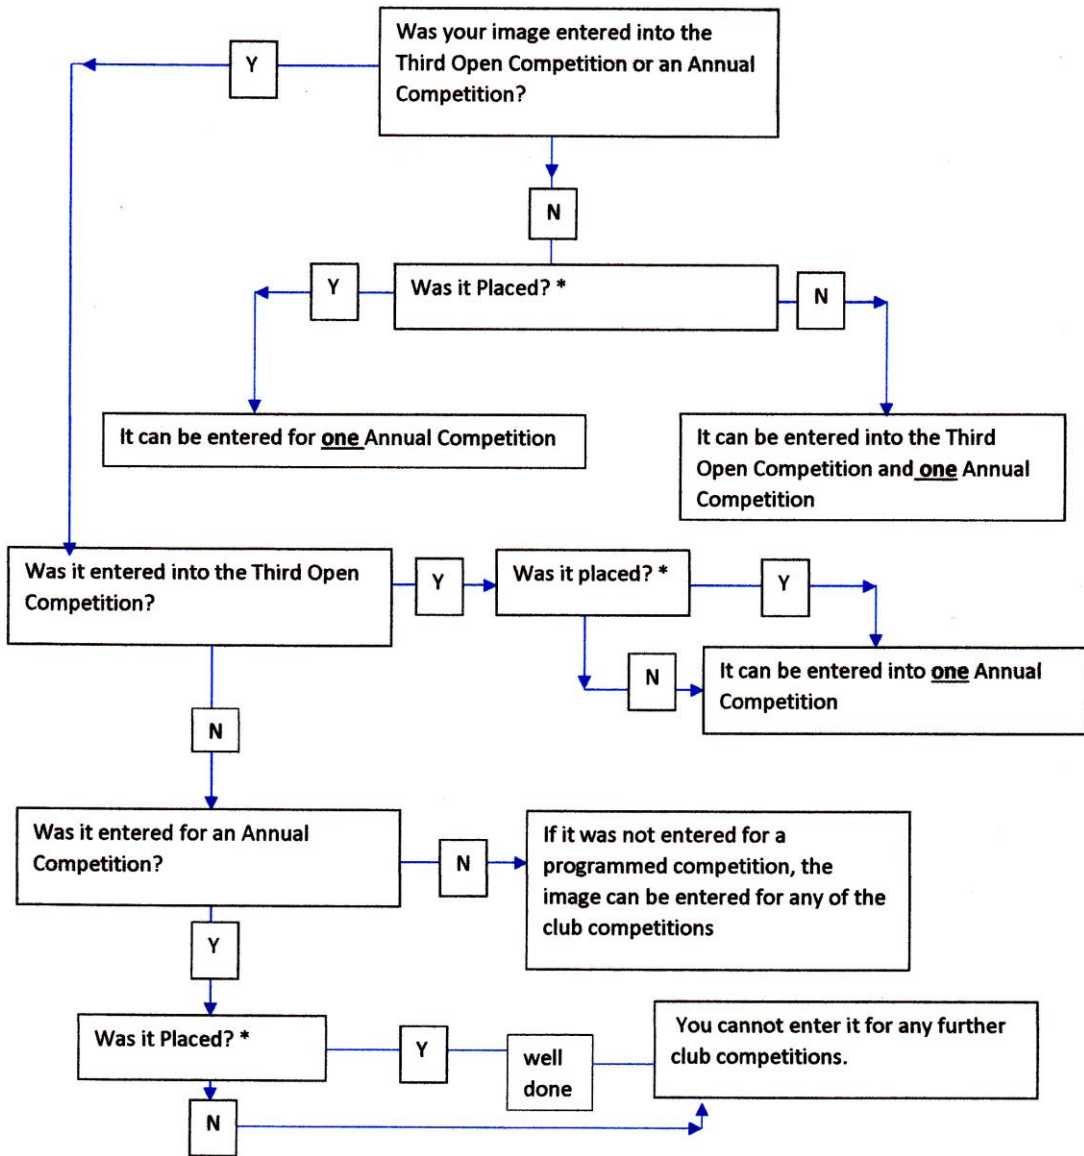 Was your image entered into the
Third Open Competition or an Annual
Competition?
Y
N
Was it Placed? *
Y
N
It can be entered for one Annual Competition
It can be entered into the Third
Open Competition and one Annual
Competition
Was it entered into the Third Open
Competition?
Y
Was it placed? *
Y
N
It can be entered into one Annual
Competition
N
Was it entered for an Annual
Competition?
N
If it was not entered for a
programmed competition, the
image can be entered for any of the
club competitions
Y
Was it Placed? *
Y
well
done
You cannot enter it for any further
club competitions.
N